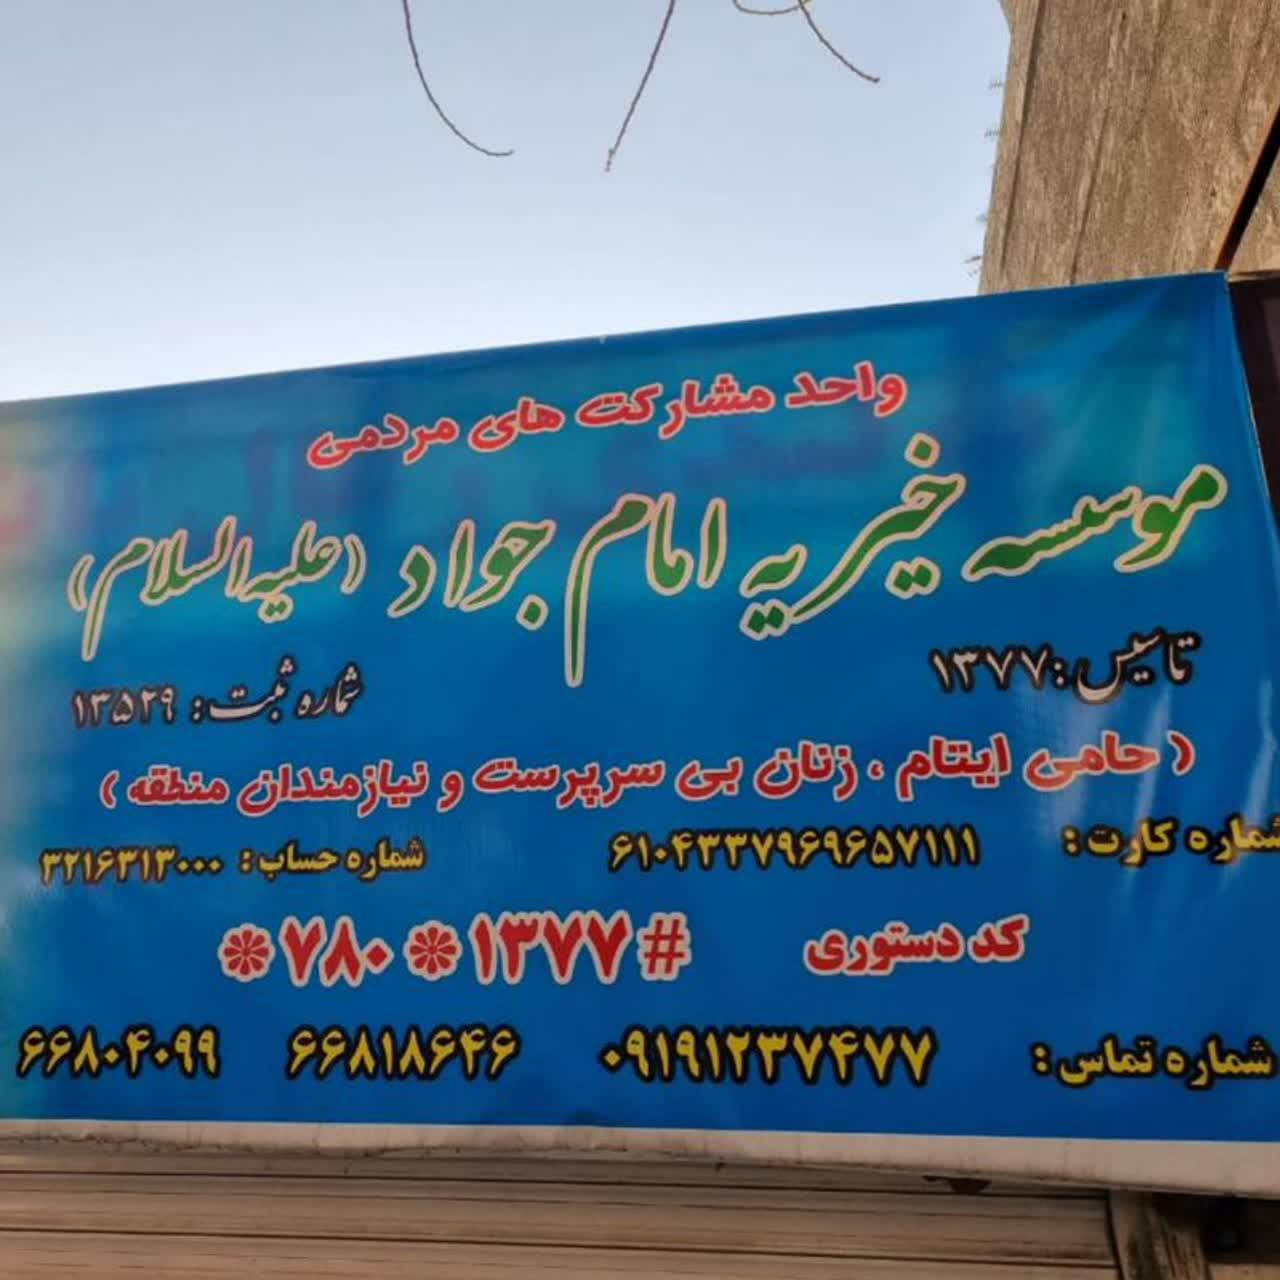 واحد مشارکت های مردمی
موسسه خیریه امام جواد (علیه السلام)
تاسیس: ۱۳۷۷ شماره ثبت: ۱۳۵۲۹
( حامی ایتام ، زنان بی سرپرست و نیازمندان منطقه )
شماره کارت: ۶۱۰۴۳۳۷۹۶۹۶۵۷۱۱۱ شماره حساب: ۳۲۱۶۳۱۳۰۰۰
کد دستوری *۷۸۰*۱۳۷۷#
شماره تماس: ۰۹۱۹۱۲۳۷۴۷۷ ۶۶۸۱۸۶۴۶ ۶۶۸۰۴۰۹۹